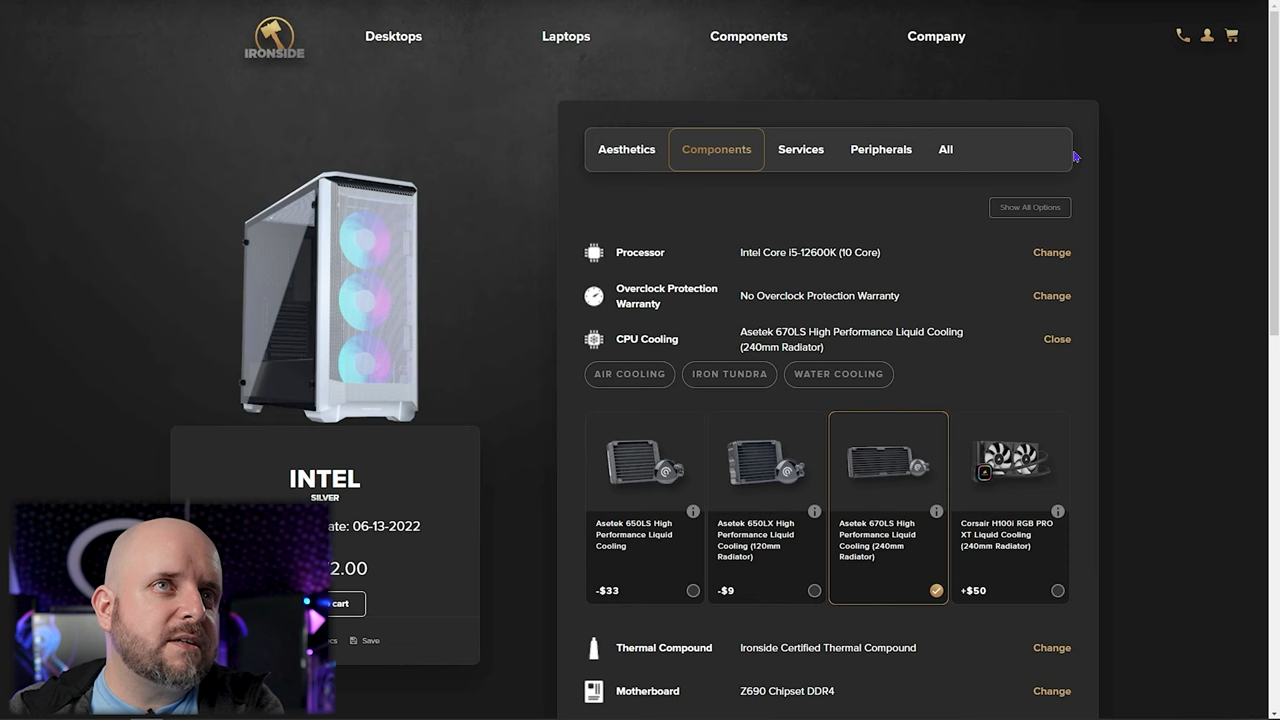 IRONSIDE
Desktops
Laptops
Components
Company
Aesthetics
Components
Services
Peripherals
All
Show All Options
Processor
Intel Core i5-12600K (10 Core)
Change
Overclock Protection
Warranty
No Overclock Protection Warranty
Change
CPU Cooling
Asetek 670LS High Performance Liquid Cooling
(240mm Radiator)
Close
AIR COOLING
IRON TUNDRA
WATER COOLING
Asetek 650LS High
Performance Liquid
Cooling
-$33
Asetek 650LX High
Performance Liquid
Cooling (120mm
Radiator)
-$9
Asetek 670LS High
Performance Liquid
Cooling (240mm
Radiator)
Corsair H100i RGB PRO
XT Liquid Cooling
(240mm Radiator)
+$50
Thermal Compound
Ironside Certified Thermal Compound
Change
Motherboard
Z690 Chipset DDR4
Change
INTEL
SILVER
ate: 06-13-2022
2.00
cart
ecs
Save